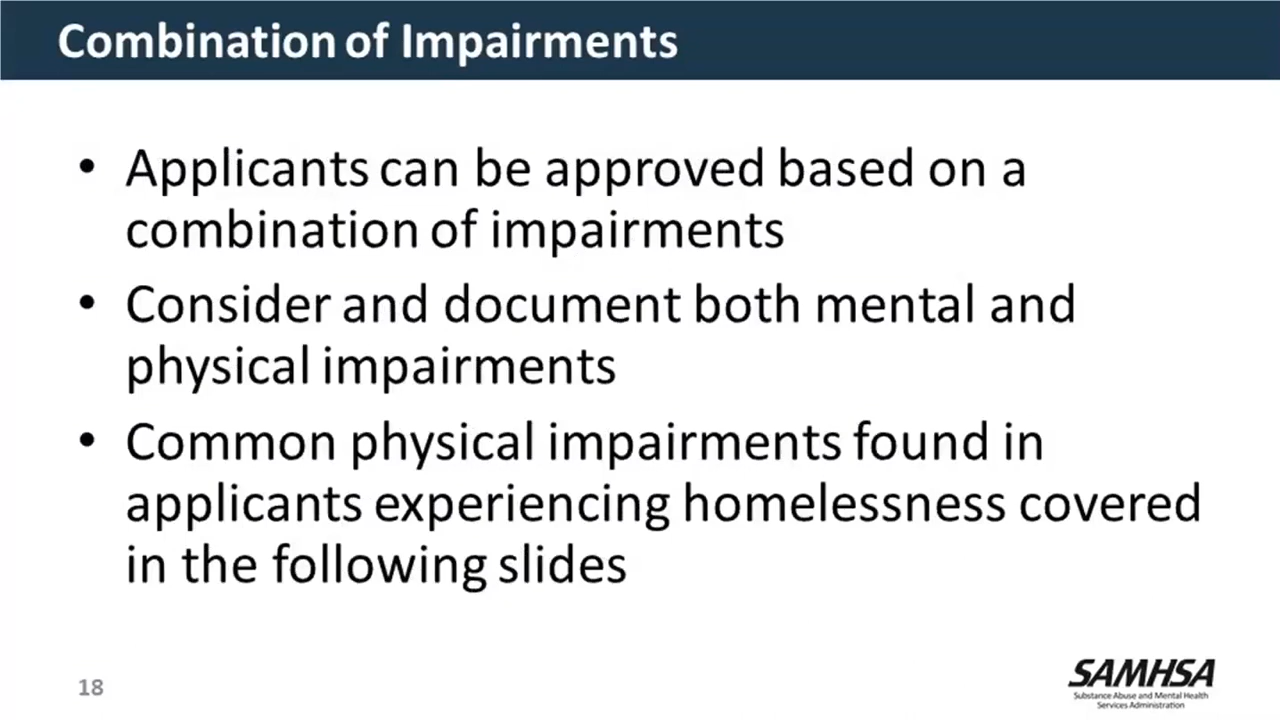 Combination of Impairments
• Applicants can be approved based on a
combination of impairments
• Consider and document both mental and
physical impairments
• Common physical impairments found in
applicants experiencing homelessness covered
in the following slides
18
SAMHSA
Substance Abuse and Mental Health
Services Administration